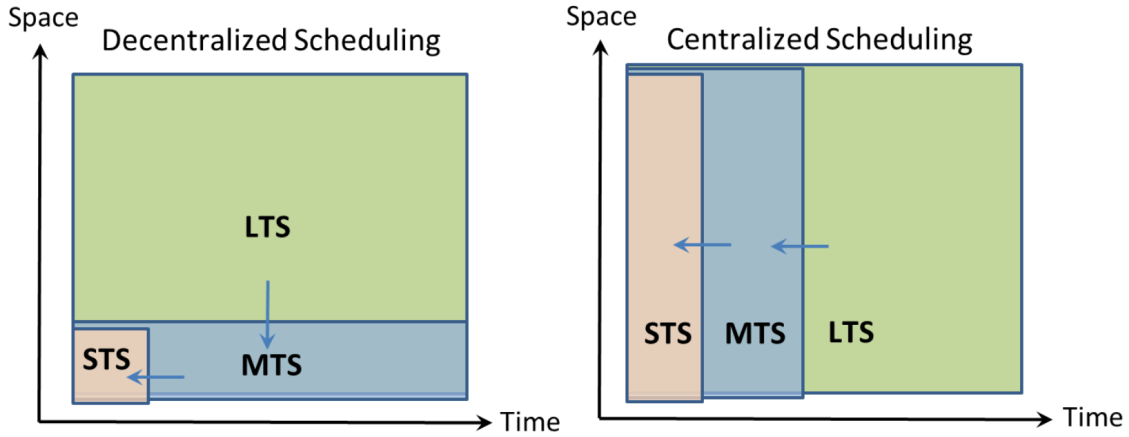 Space
Decentralized Scheduling
LTS
STS
MTS
Time
Space
Centralized Scheduling
STS
MTS
LTS
Time